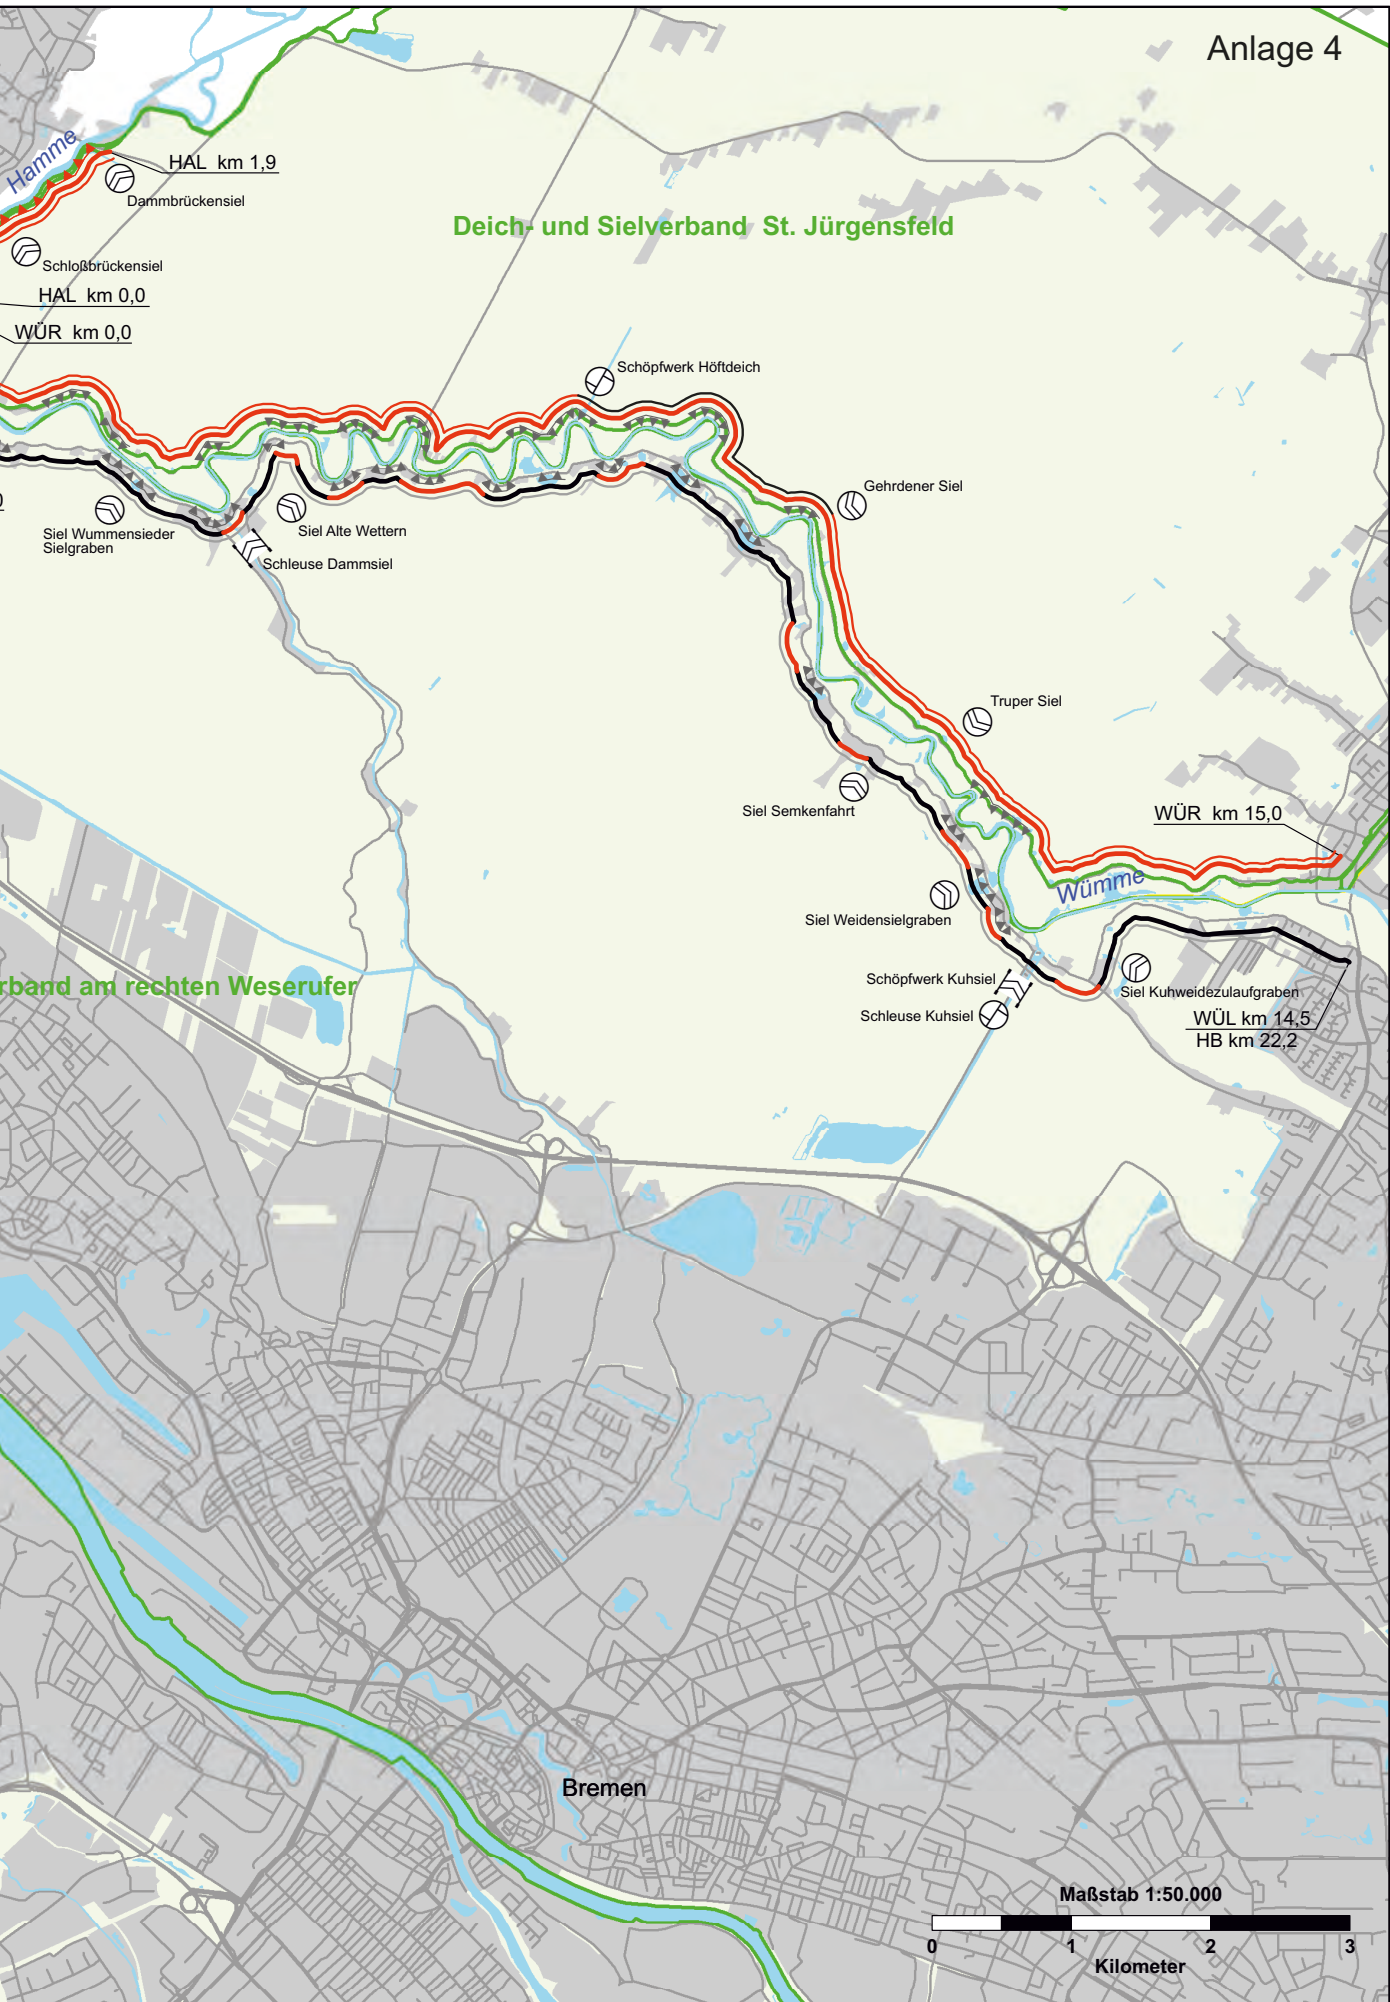 Anlage 4
Hamme
HAL km 1,9
Dammbrückensiel
Deich- und Sielverband St. Jürgensfeld
Schloßbrückensiel
HAL km 0,0
WÜR km 0,0
Schöpfwerk Höftdeich
Gehrdener Siel
0
Siel Wummensieder
Sielgraben
Siel Alte Wettern
Schleuse Dammsiel
Truper Siel
Siel Semkenfahrt
WÜR km 15,0
Wümme
Siel Weidensielgraben
Schöpfwerk Kuhsiel
rband am rechten Weserufer
Siel Kuhweidezulaufgraben
Schleuse Kuhsiel
WÜL km 14,5
HB km 22,2
Bremen
Maßstab 1:50.000
0 1 2 3
Kilometer